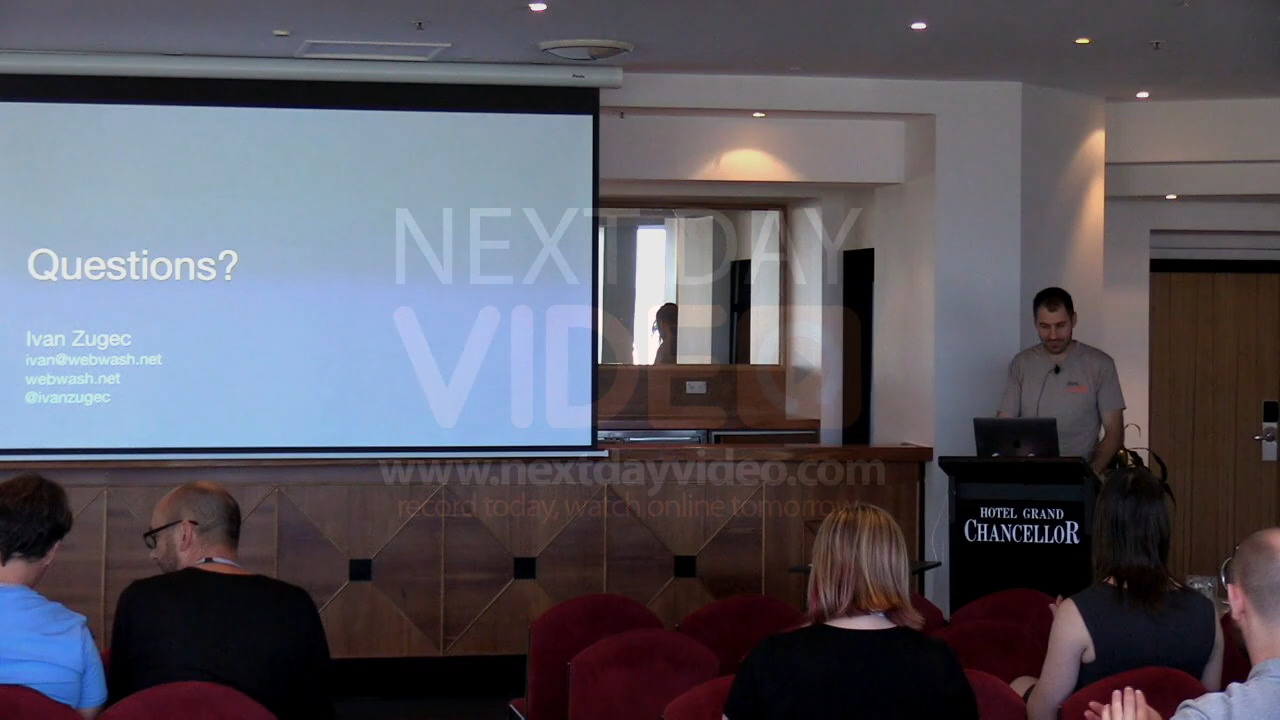 Questions?
Ivan Zugec
ivan@webwash.net
webwash.net
@ivanzugec
NEXT DAY
VIDEO
www.nextdayvideo.com
record today, watch online tomorrow
HOTEL GRAND
CHANCELLOR